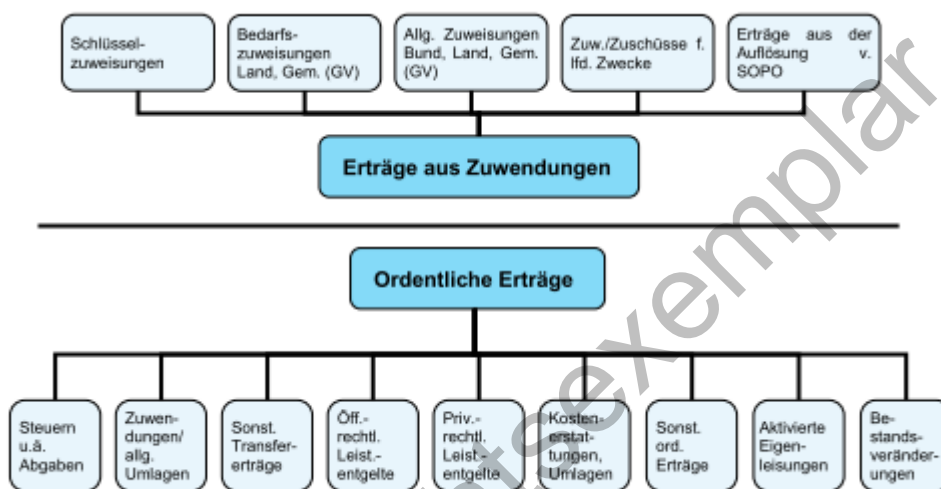 Schlüssel-
zuweisungen
Bedarfs-
zuweisungen
Land, Gem. (GV)
Allg. Zuweisungen
Bund, Land, Gem.
(GV)
Zuw./Zuschüsse f.
lfd. Zwecke
Erträge aus der
Auflösung v.
SOPO
Erträge aus Zuwendungen
Ordentliche Erträge
Steuern
u.ä
Abgaben
Zuwen-
dungen/
allg.
Umlagen
Sonst.
Transfer-
erträge
Öff.-
rechtl.
Leist.-
entgelte
Priv.-
rechtl.
Leist.-
entgelte
Kosten-
erstat-
tungen,
Umlagen
Sonst.
ord.
Erträge
Aktivierte
Eigen-
leisungen
Be-
stands-
veränder-
ungen
tsexemplar